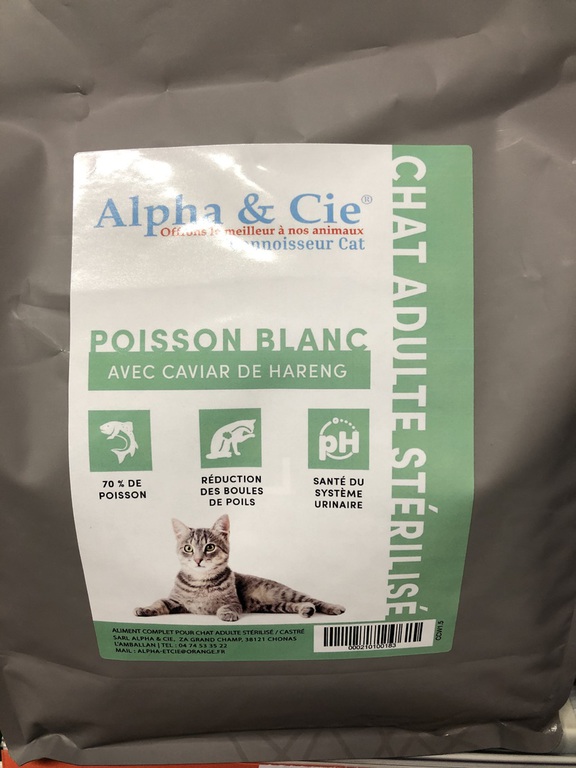 Alpha & Cie®
Offrons le meilleur à nos animaux
Connoisseur Cat
POISSON BLANC
AVEC CAVIAR DE HARENG
70 % DE
POISSON
RÉDUCTION
DES BOULES
DE POILS
pH
SANTÉ DU
SYSTÈME
URINAIRE
CHAT ADULTE STÉRILISÉ
ALIMENT COMPLET POUR CHAT ADULTE STÉRILISÉ / CASTRÉ
SARL ALPHA & CIE, ZA GRAND CHAMP, 38121 CHONAS
L'AMBALLAN | TEL : 04 74 53 35 22
MAIL : ALPHA-ETCIE@ORANGE.FR
000210100183
CCW1.5